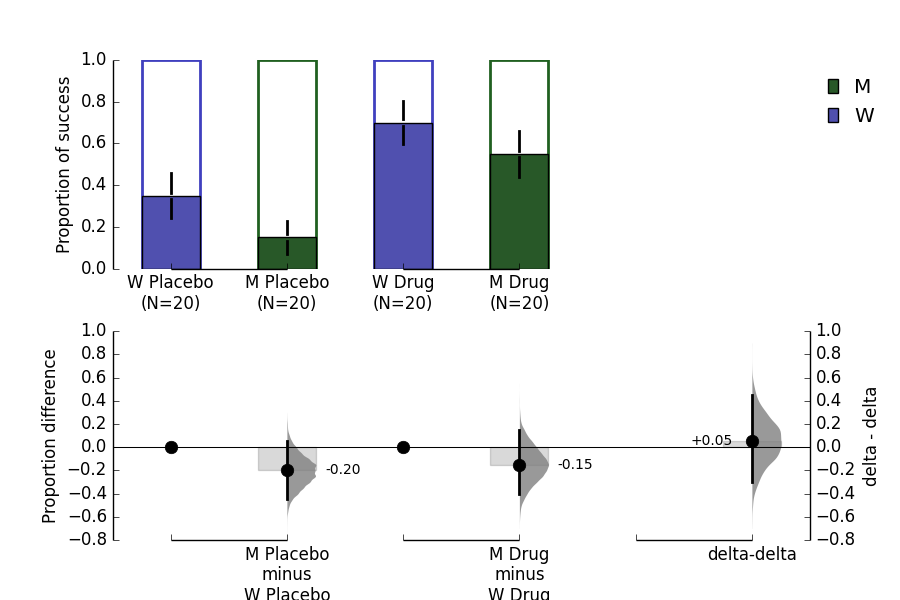 Proportion of success
1.0
0.8
0.6
0.4
0.2
0.0
W Placebo
(N=20)
M Placebo
(N=20)
W Drug
(N=20)
M Drug
(N=20)
M
W
Proportion difference
1.0
0.8
0.6
0.4
0.2
0.0
−0.2
−0.4
−0.6
−0.8
-0.20
-0.15
+0.05
1.0
0.8
0.6
0.4
0.2
0.0
−0.2
−0.4
−0.6
−0.8
delta - delta
M Placebo
minus
W Placebo
M Drug
minus
W Drug
delta-delta